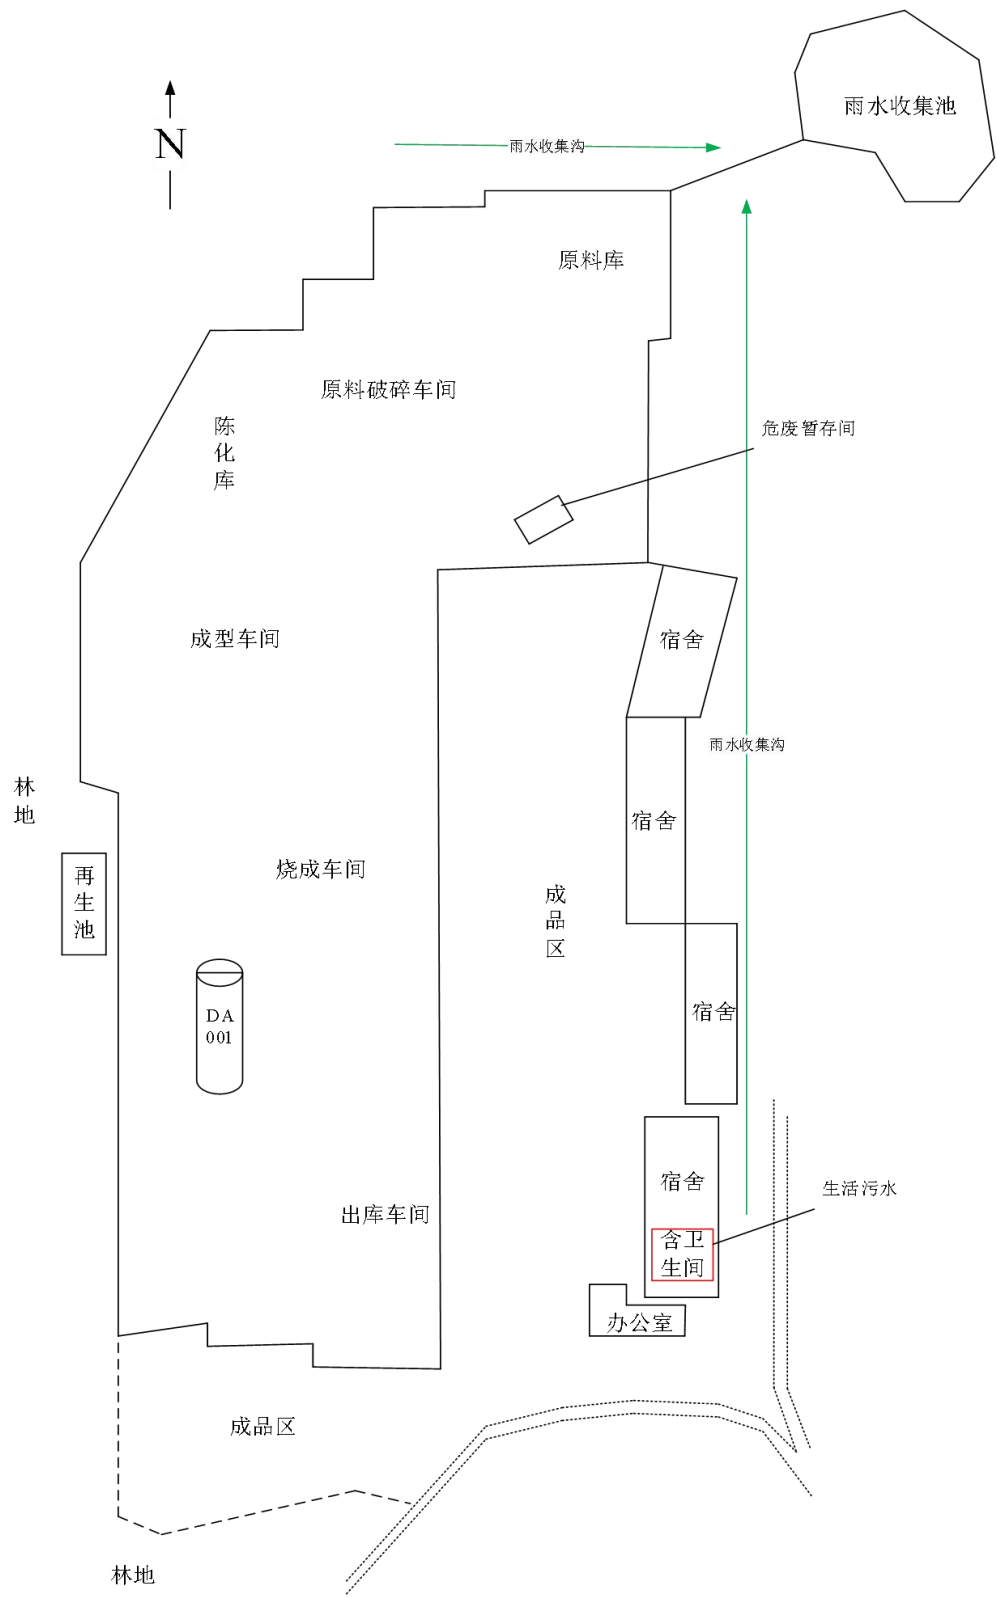 雨水收集池
N
雨水收集沟
原料库
原料破碎车间
陈化库
危废暂存间
成型车间
宿舍
雨水收集沟
林地
宿舍
烧成车间
再生池
成品区
宿舍
DA
001
宿舍
生活污水
出库车间
含卫
生间
办公室
成品区
林地